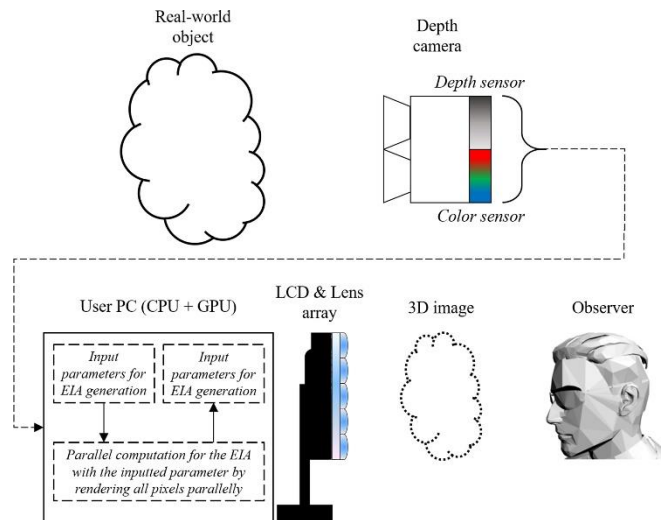 Real-world
object
Depth
camera
Depth sensor
Color sensor
User PC (CPU + GPU)
LCD & Lens
array
3D image
Observer
Input
parameters for
EIA generation
Input
parameters for
EIA generation
Parallel computation for the EIA
with the inputted parameter by
rendering all pixels parallelly